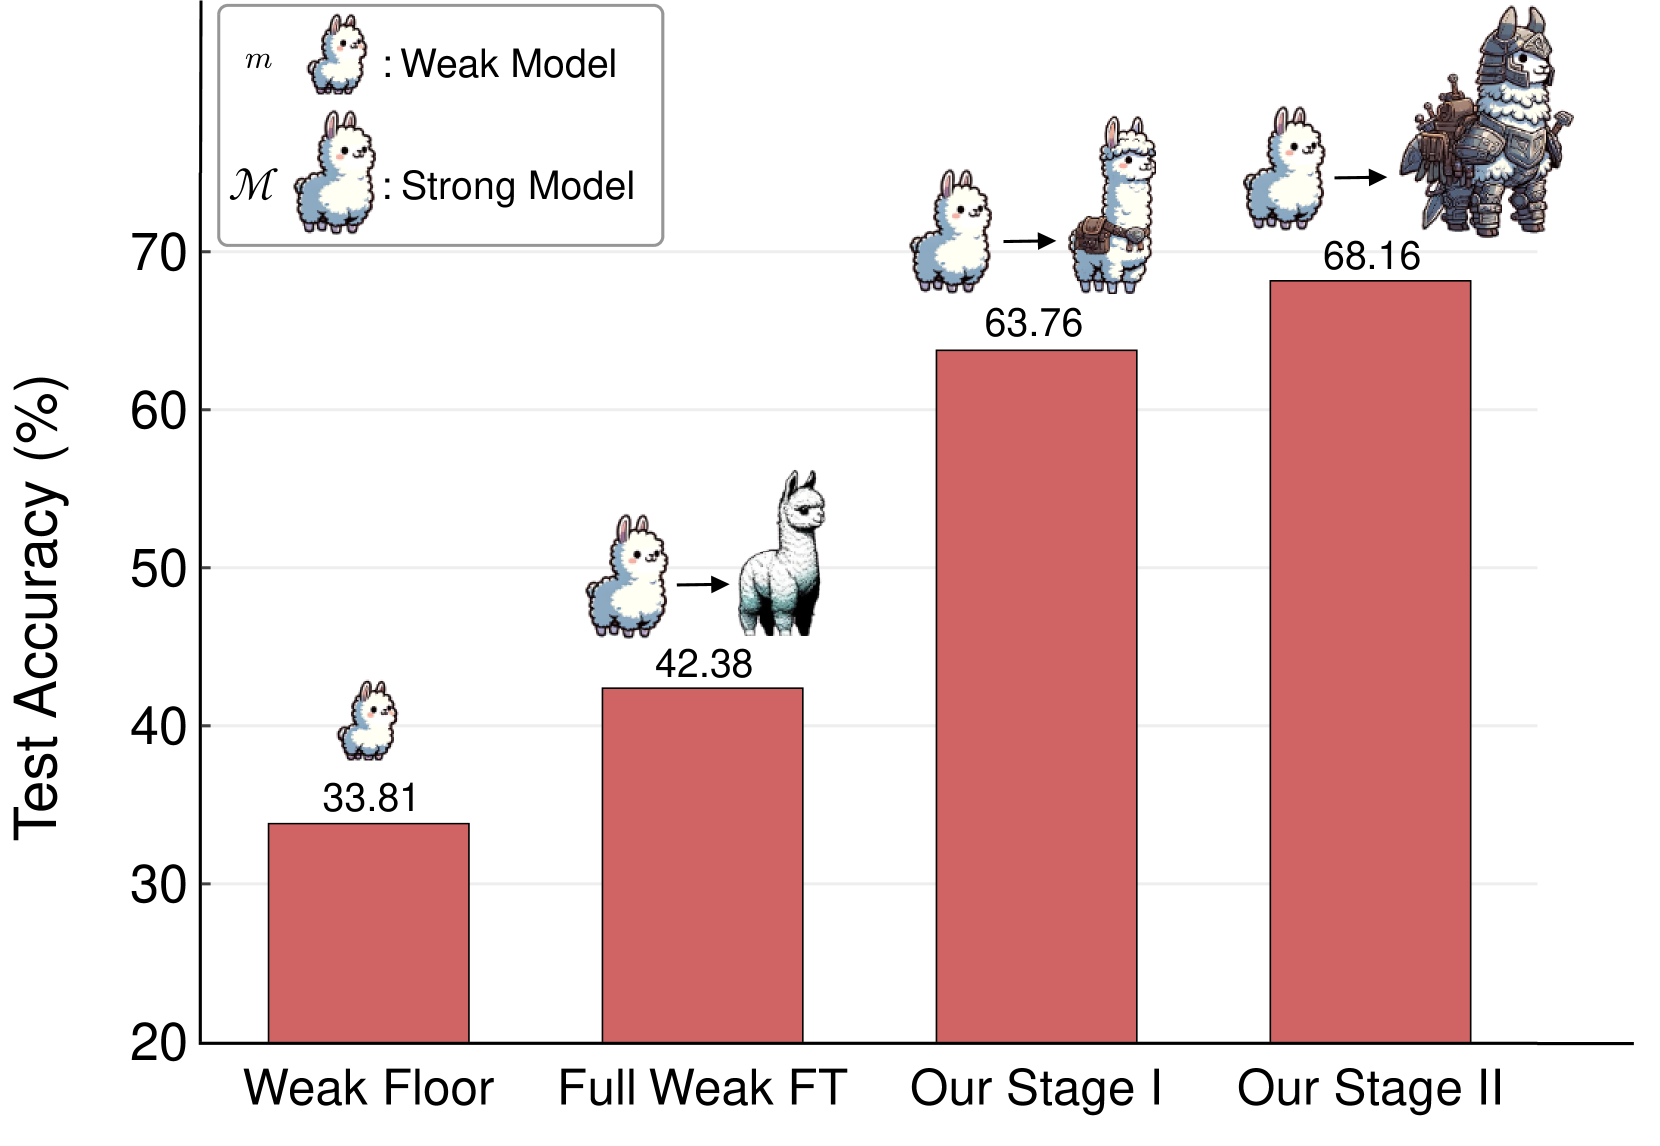 m : Weak Model
ℳ : Strong Model
Test Accuracy (%)
70
60
50
40
30
20
33.81
42.38
63.76
68.16
Weak Floor
Full Weak FT
Our Stage I
Our Stage II